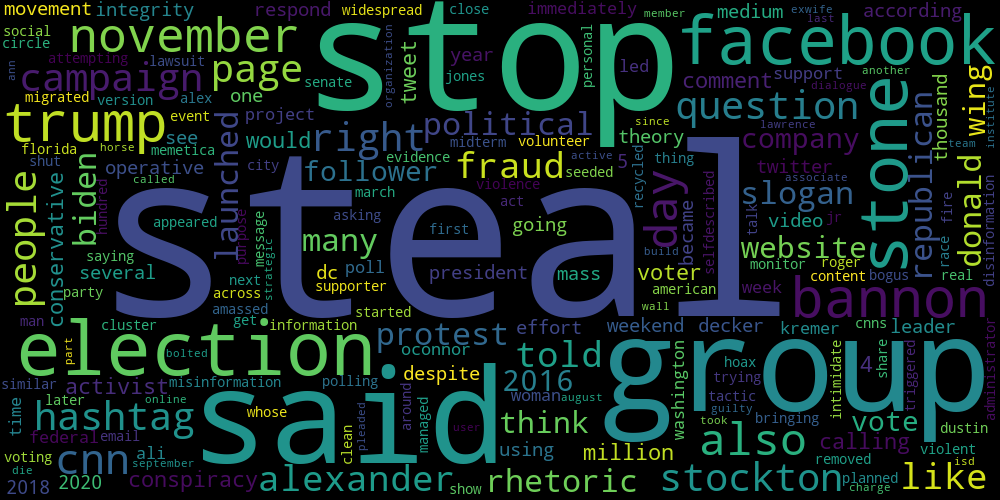 movement
integrity
respond
widespread
close
immediately
member
medium
exwife
according
social
circle
november
stop
last
facebook
ann
attempting
lawsuit
campaign
page
tweet
organization
year
jones
led
personal
comment
support
another
migrated
version
alex
one
senate
dialogue
event
project
question
trump
florida
horse
see
memetica
would
right
political
midterm
since
volunteer
theory
lawrence
company
team
institute
wing
thousand
republican
stone
shut
operative
launched
city
follower
evidence
fraud
active
5
thing
twitter
associate
called
hundred
purpose
march
violence
seeded
recycled
selfdescribed
day
slogan
people
conservative
biden
appeared
message
asking
act
steal
became
talk
video
jr
race
fire
donald
disinformation
saying
next
strategic
many
first
going
build
website
several
across
dc
poll
president
mass
voter
monitor
roger
content
bogus
real
party
supporter
american
wall
week
man
amassed
started
bannon
cluster
get
information
protest
effort
weekend
decker
kremer
cnns
leader
election
part
bolted
oconnor
told
group
hoax
share
triggered
administrator
similar
activist
misinformation
polling
despite
2016
woman
august
washington
trying
tactic
guilty
intimidate
4
time
later
online
whose
said
clean
pleaded
around
managed
think
bringing
took
vote
dustin
hashtag
federal
email
user
using
million
also
calling
violent
voting
die
cnn
september
ali
removed
planned
isd
2018
2020
conspiracy
alexander
show
rhetoric
stockton
charge
like